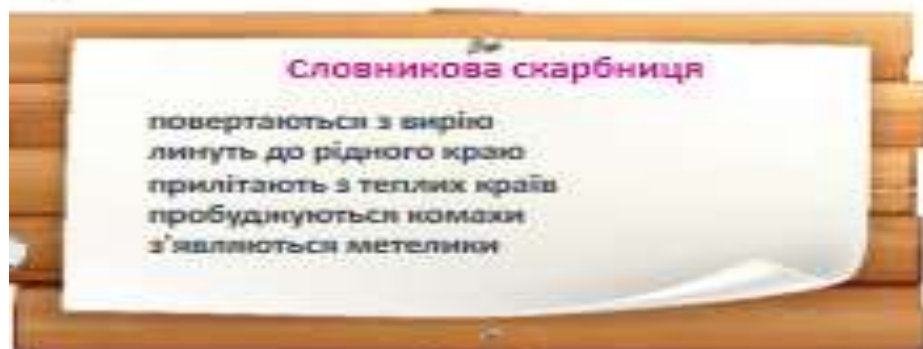 Словникова скарбниця
повертаються з вирію
линуть до рідного краю
прилітають з теплих країв
пробуджуються комахи
з'являються метелики